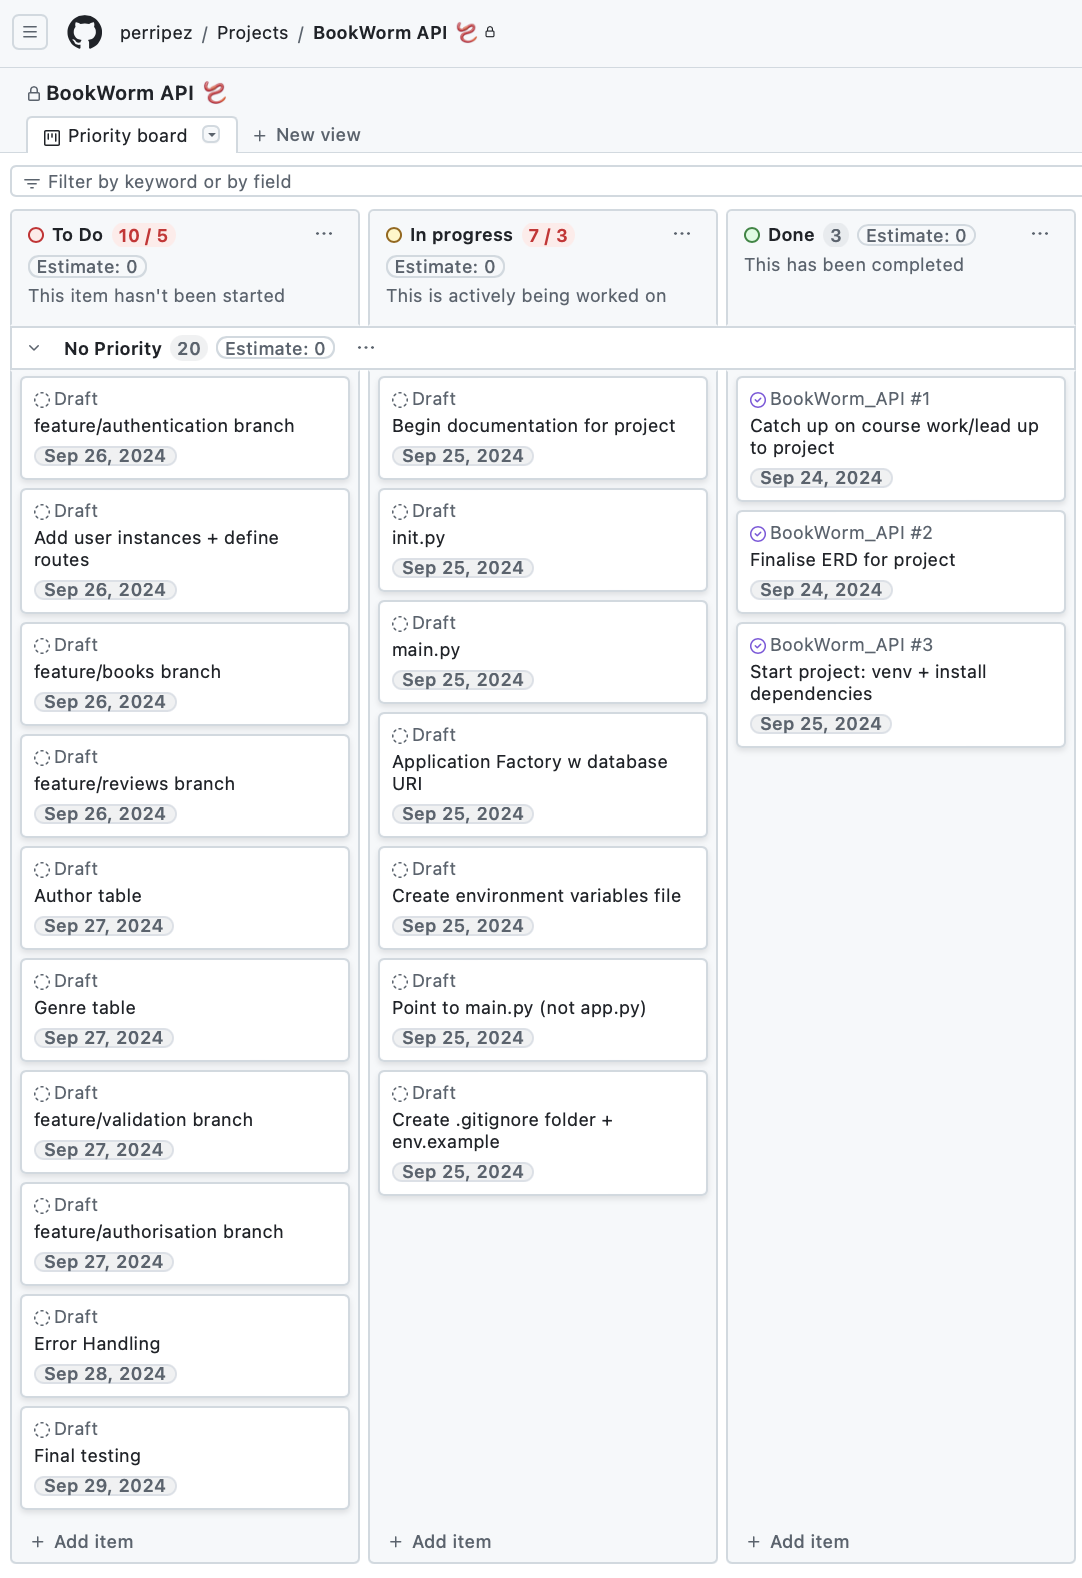 perripez / Projects / BookWorm API
BookWorm API
Priority board
+ New view
Filter by keyword or by field
To Do 10 / 5
Estimate: 0
This item hasn't been started
In progress 7 / 3
Estimate: 0
This is actively being worked on
Done 3 Estimate: 0
This has been completed
No Priority 20 Estimate: 0
Draft
feature/authentication branch
Sep 26, 2024
Draft
Add user instances + define
routes
Sep 26, 2024
Draft
feature/books branch
Sep 26, 2024
Draft
feature/reviews branch
Sep 26, 2024
Draft
Author table
Sep 27, 2024
Draft
Genre table
Sep 27, 2024
Draft
feature/validation branch
Sep 27, 2024
Draft
feature/authorisation branch
Sep 27, 2024
Draft
Error Handling
Sep 28, 2024
Draft
Final testing
Sep 29, 2024
+ Add item
Draft
Begin documentation for project
Sep 25, 2024
Draft
init.py
Sep 25, 2024
Draft
main.py
Sep 25, 2024
Draft
Application Factory w database
URI
Sep 25, 2024
Draft
Create environment variables file
Sep 25, 2024
Draft
Point to main.py (not app.py)
Sep 25, 2024
Draft
Create .gitignore folder +
env.example
Sep 25, 2024
+ Add item
BookWorm_API #1
Catch up on course work/lead up
to project
Sep 24, 2024
BookWorm_API #2
Finalise ERD for project
Sep 24, 2024
BookWorm_API #3
Start project: venv + install
dependencies
Sep 25, 2024
+ Add item